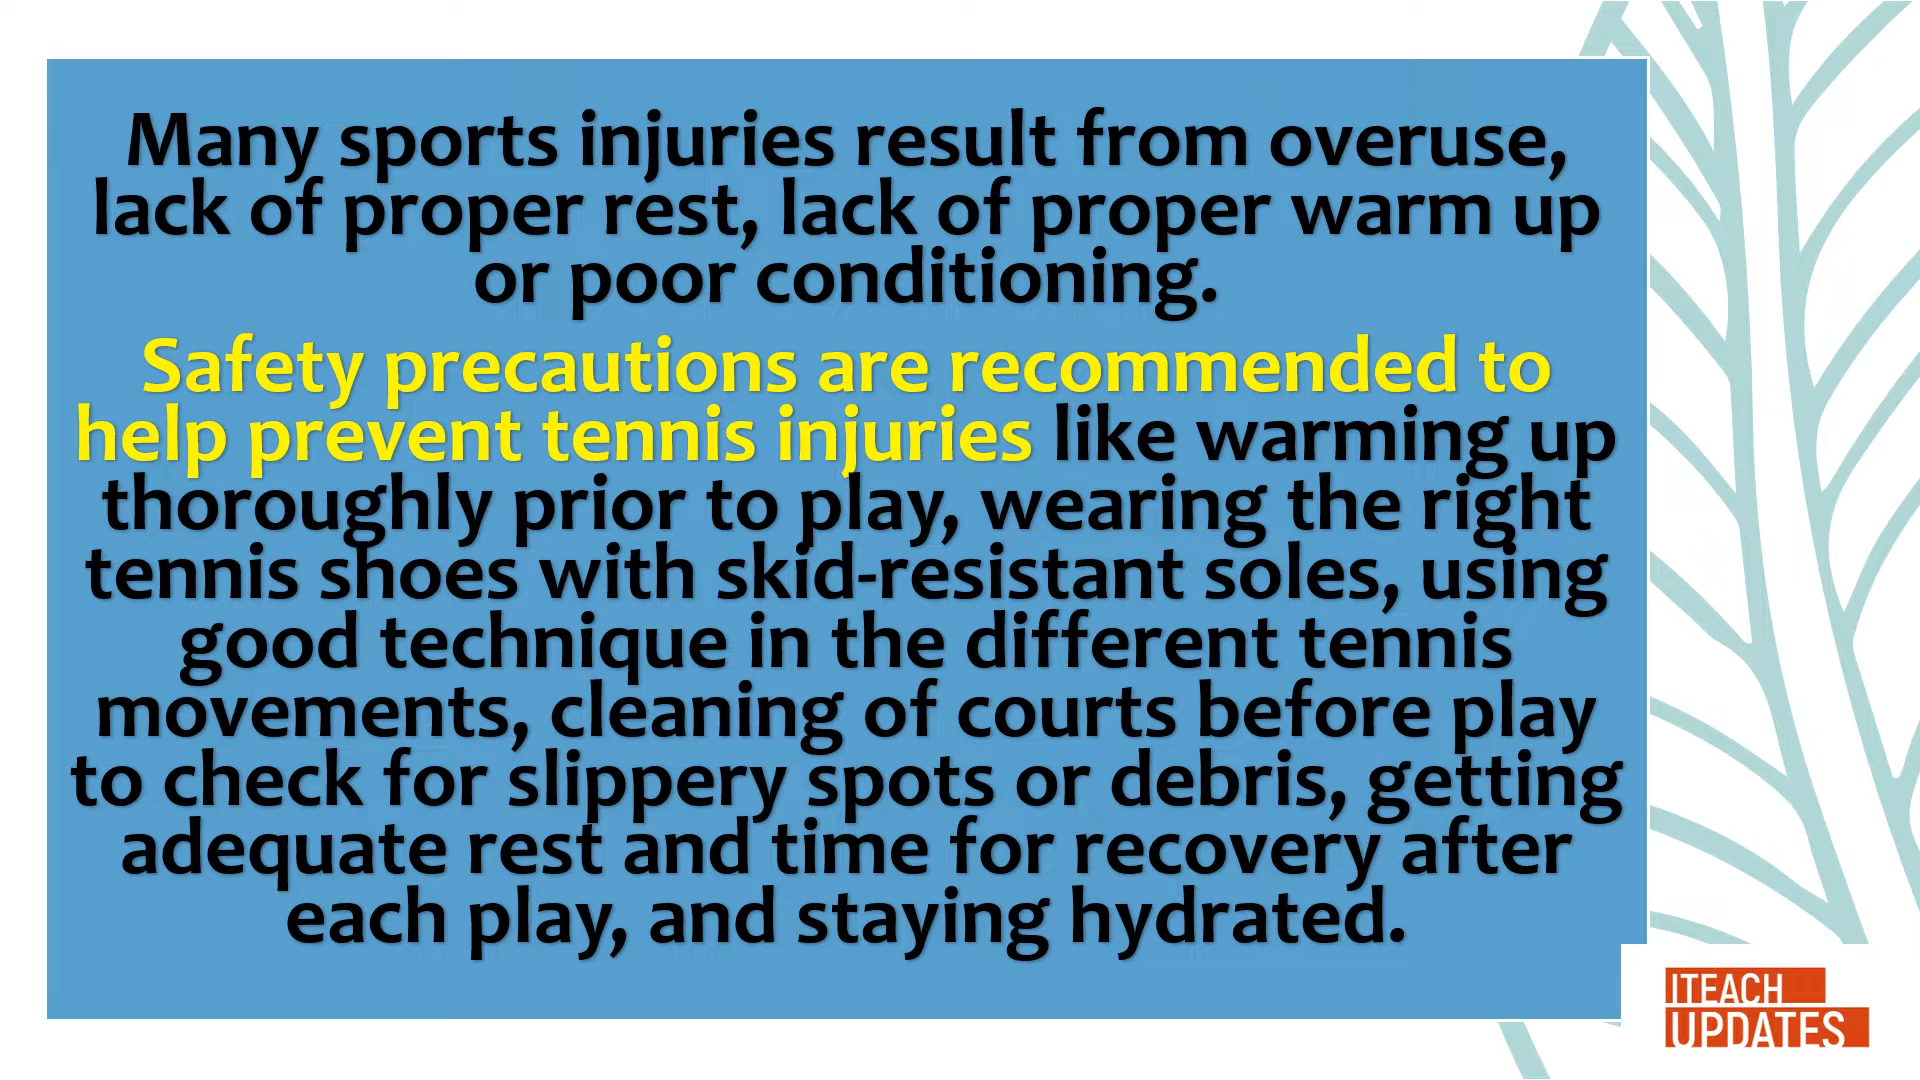 Many sports injuries result from overuse,
lack of proper rest, lack of proper warm up
or poor conditioning.
Safety precautions are recommended to
help prevent tennis injuries like warming up
thoroughly prior to play, wearing the right
tennis shoes with skid-resistant soles, using
good technique in the different tennis
movements, cleaning of courts before play
to check for slippery spots or debris, getting
adequate rest and time for recovery after
each play, and staying hydrated.
ITEACH
UPDATES